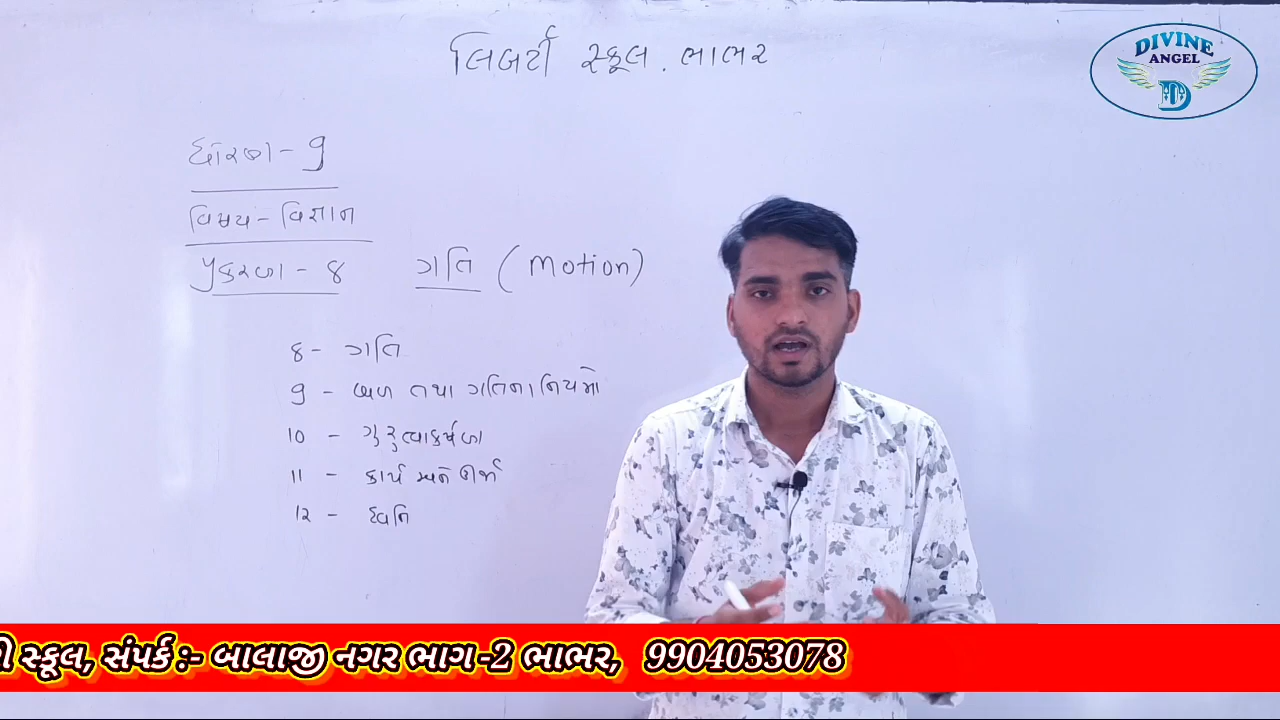 લિબર્ટી સ્કૂલ. ભાભર
DIVINE
ANGEL
D
ધોરણ - 9
વિષય - વિજ્ઞાન
પ્રકરણ - 8 ગતિ (Motion)
8 - ગતિ
9 - બળ તથા ગતિના નિયમો
10 - ગુરુત્વાકર્ષણ
11 - કાર્ય અને ઊર્જા
12 - ધ્વનિ
સ્કૂલ, સંપર્ક :- બાલાજી નગર ભાગ -2 ભાભર, 9904053078